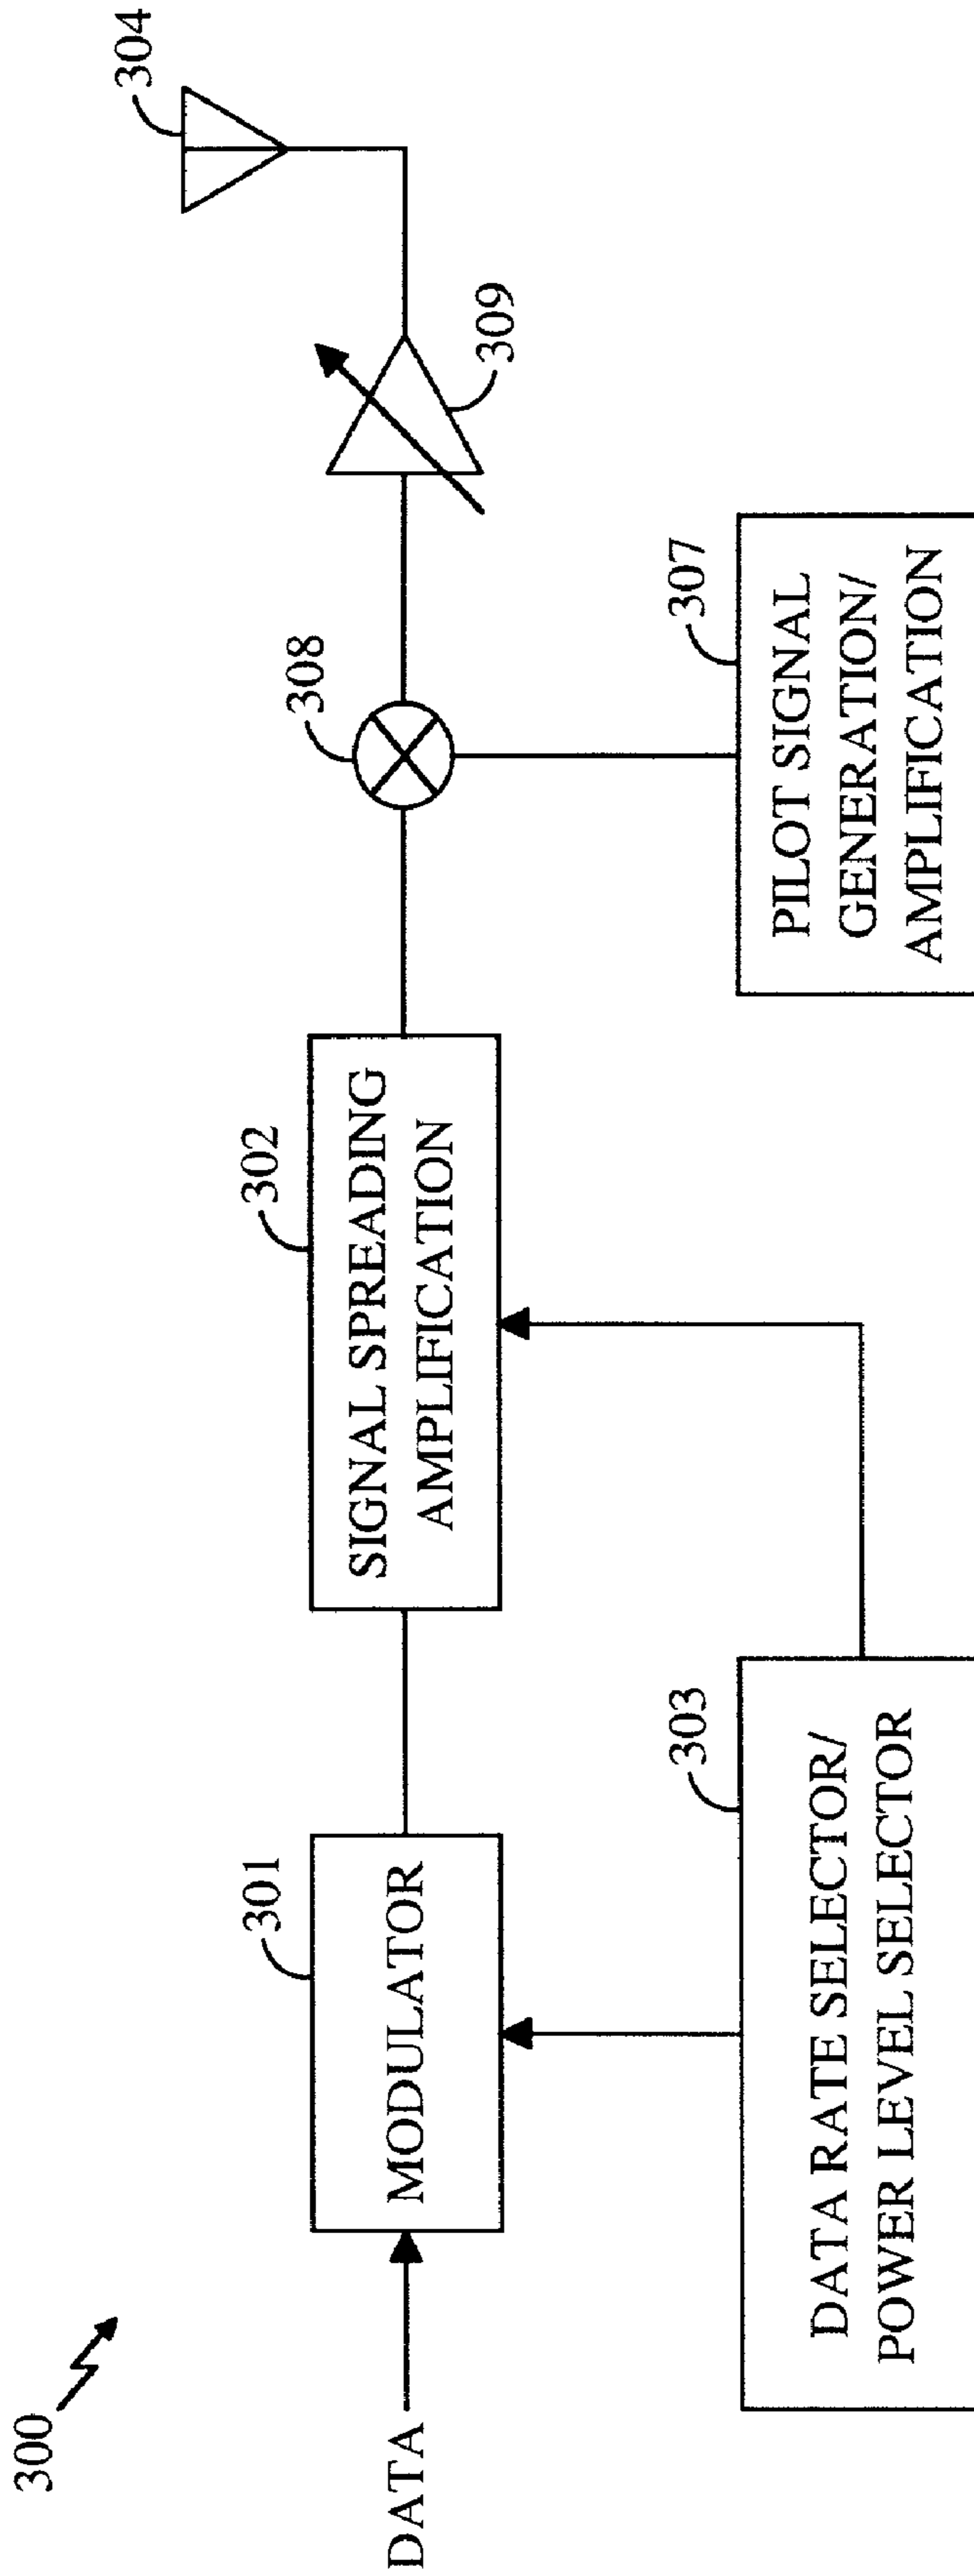 300
304
308
309
302
307
301
303
DATA
MODULATOR
SIGNAL SPREADING
AMPLIFICATION
PILOT SIGNAL
GENERATION/
AMPLIFICATION
DATA RATE SELECTOR/
POWER LEVEL SELECTOR